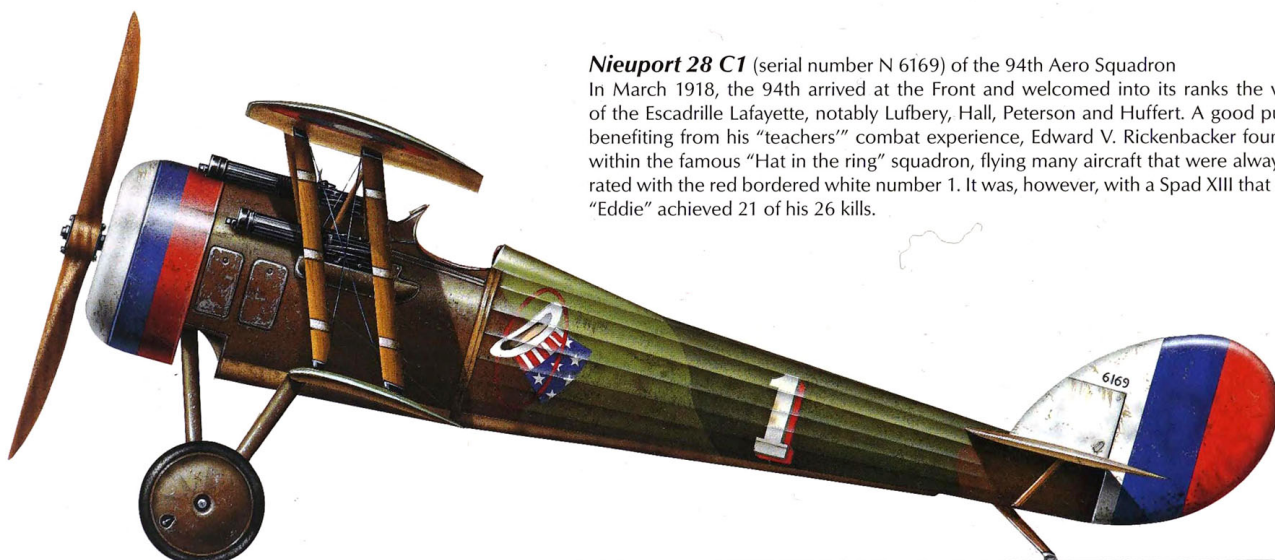 Nieuport 28 C1 (serial number N 6169) of the 94th Aero Squadron
In March 1918, the 94th arrived at the Front and welcomed into its ranks the
of the Escadrille Lafayette, notably Lufbery, Hall, Peterson and Huffert. A good
benefiting from his “teachers’” combat experience, Edward V. Rickenbacker
within the famous “Hat in the ring” squadron, flying many aircraft that were
rated with the red bordered white number 1. It was, however, with a Spad XIII that
“Eddie” achieved 21 of his 26 kills.
1
6169